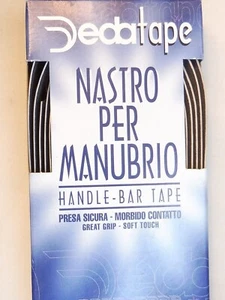 Dedatape
NASTRO
PER
MANUBRIO
HANDLE-BAR TAPE
PRESA SICURA - MORBIDO CONTATTO
GREAT GRIP - SOFT TOUCH